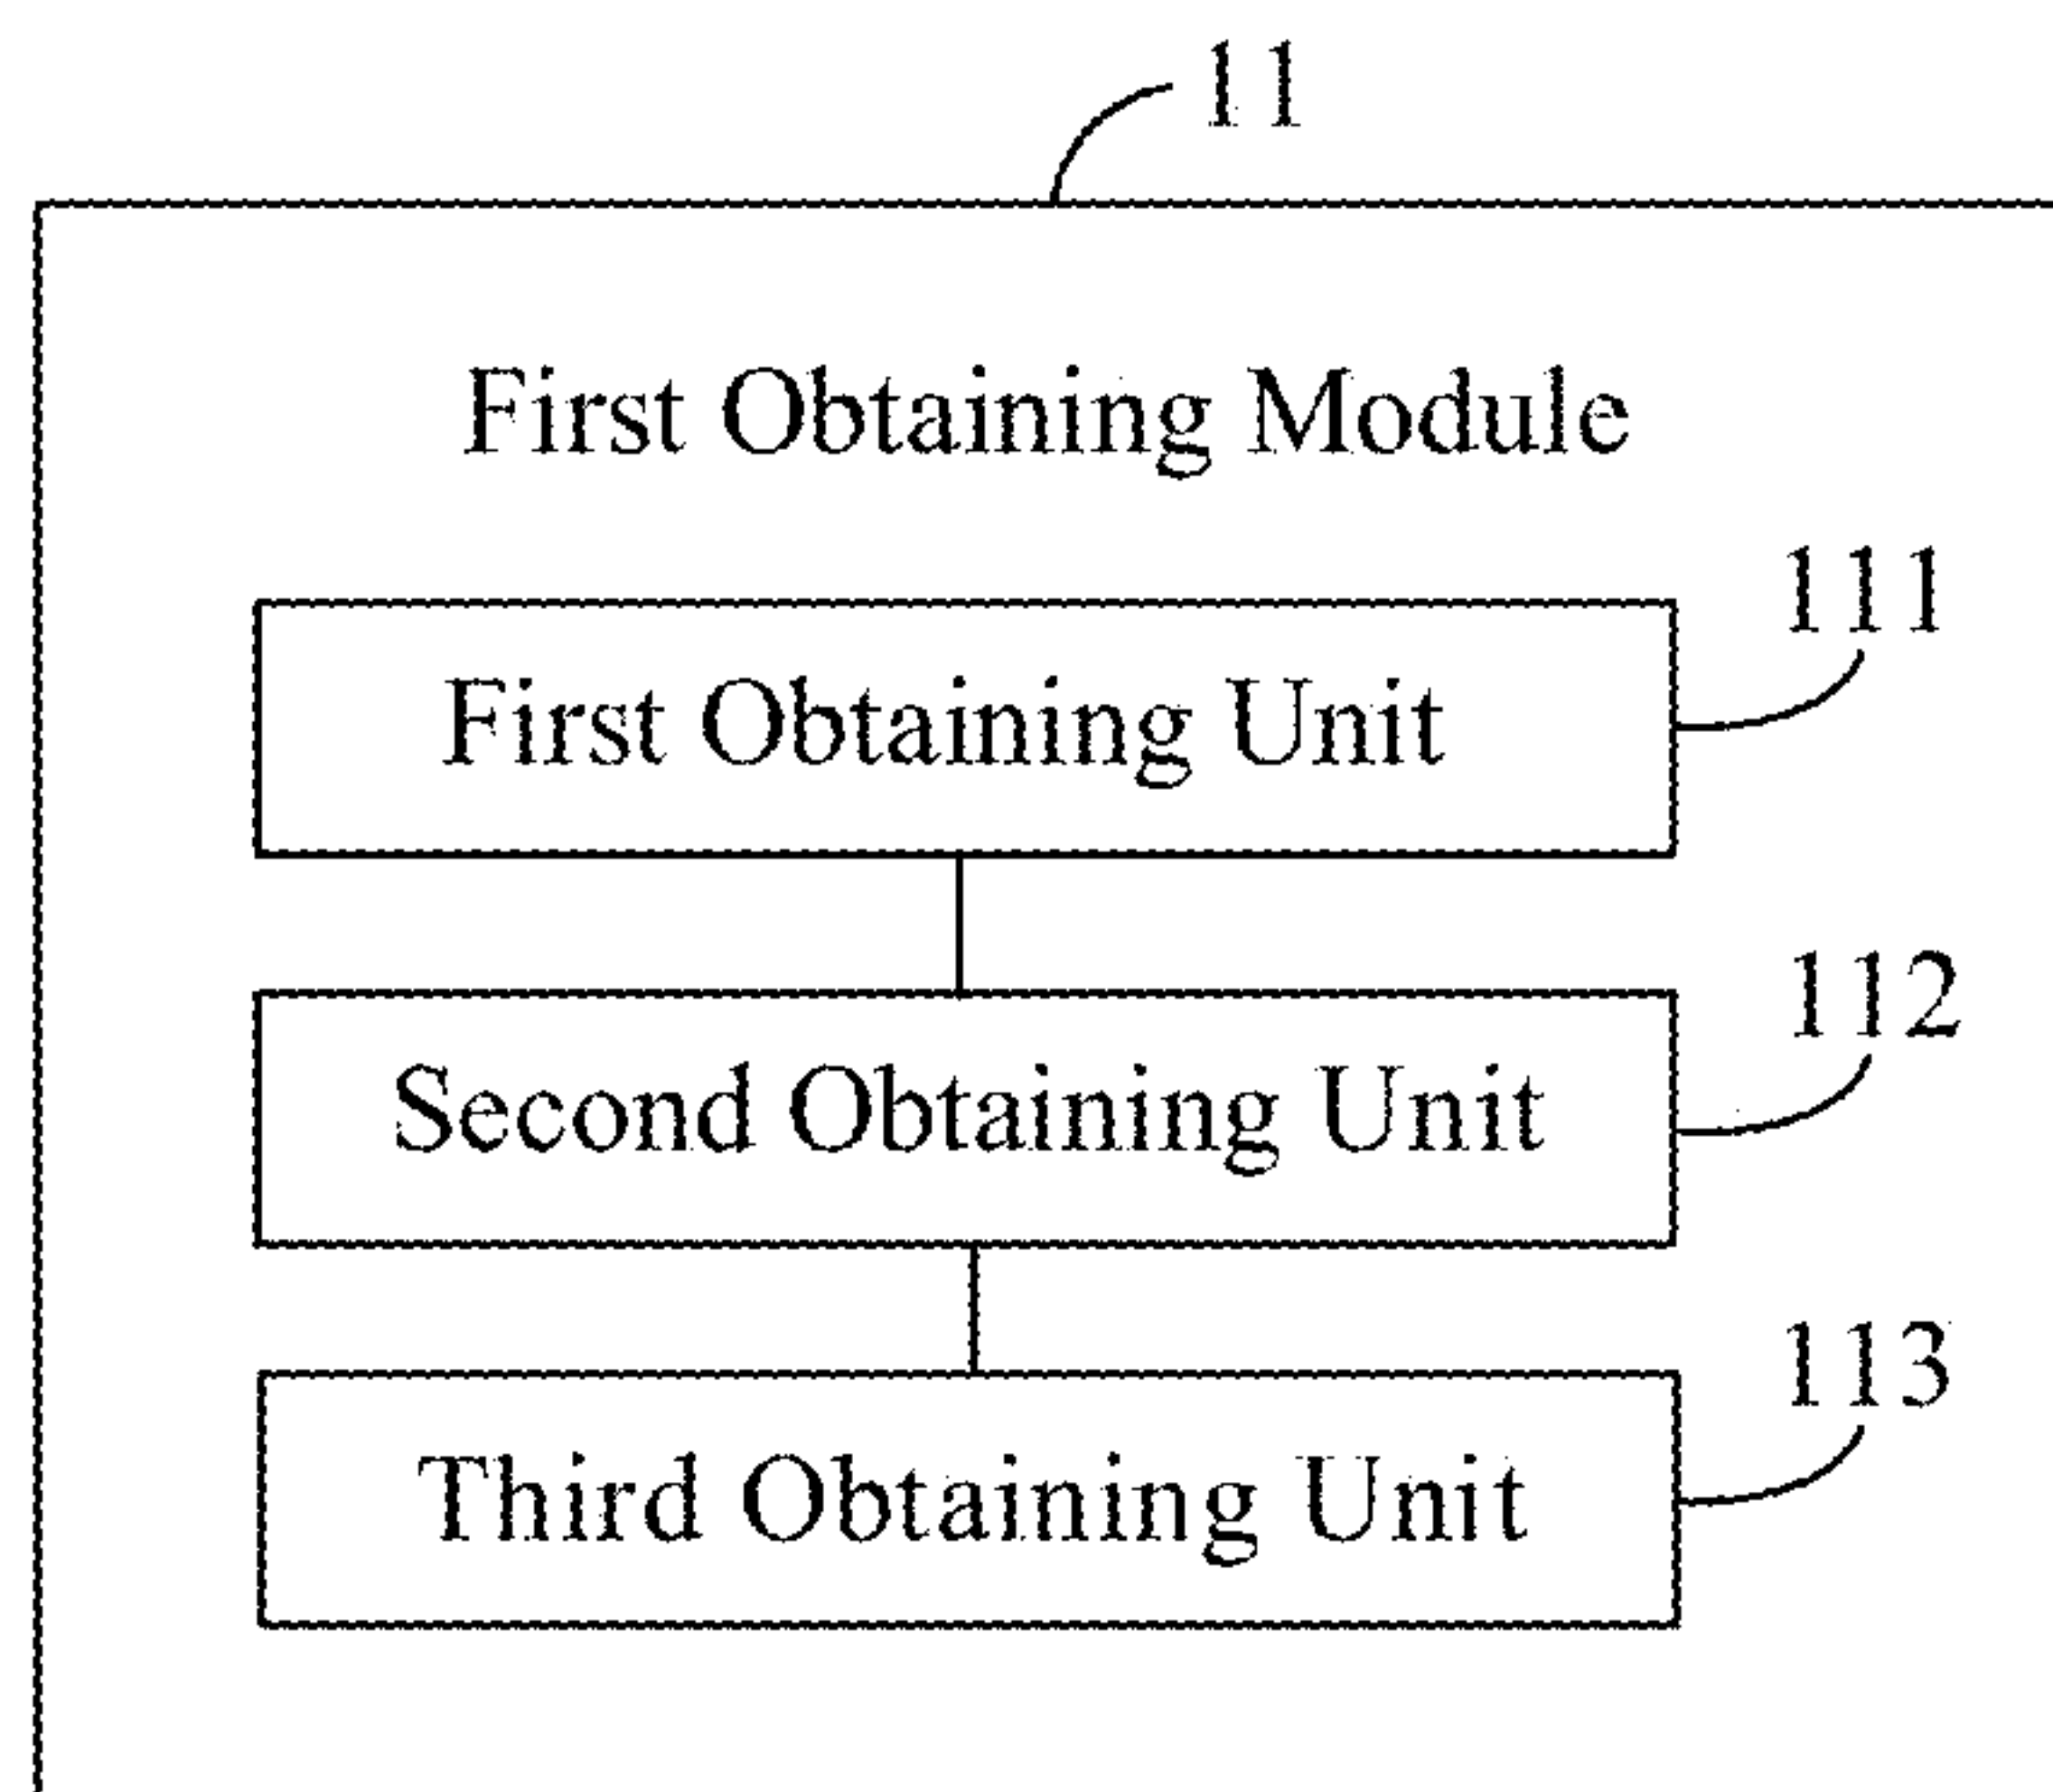 11
First Obtaining Module
111
First Obtaining Unit
112
Second Obtaining Unit
113
Third Obtaining Unit